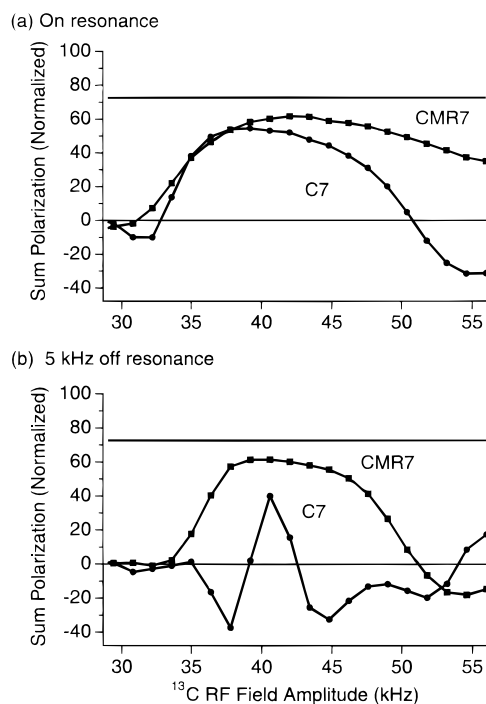 (a) On resonance
100
80
60
40
20
0
-20
-40
Sum Polarization (Normalized)
CMR7
C7
30 35 40 45 50 55
(b) 5 kHz off resonance
100
80
60
40
20
0
-20
-40
Sum Polarization (Normalized)
CMR7
C7
30 35 40 45 50 55
13C RF Field Amplitude (kHz)